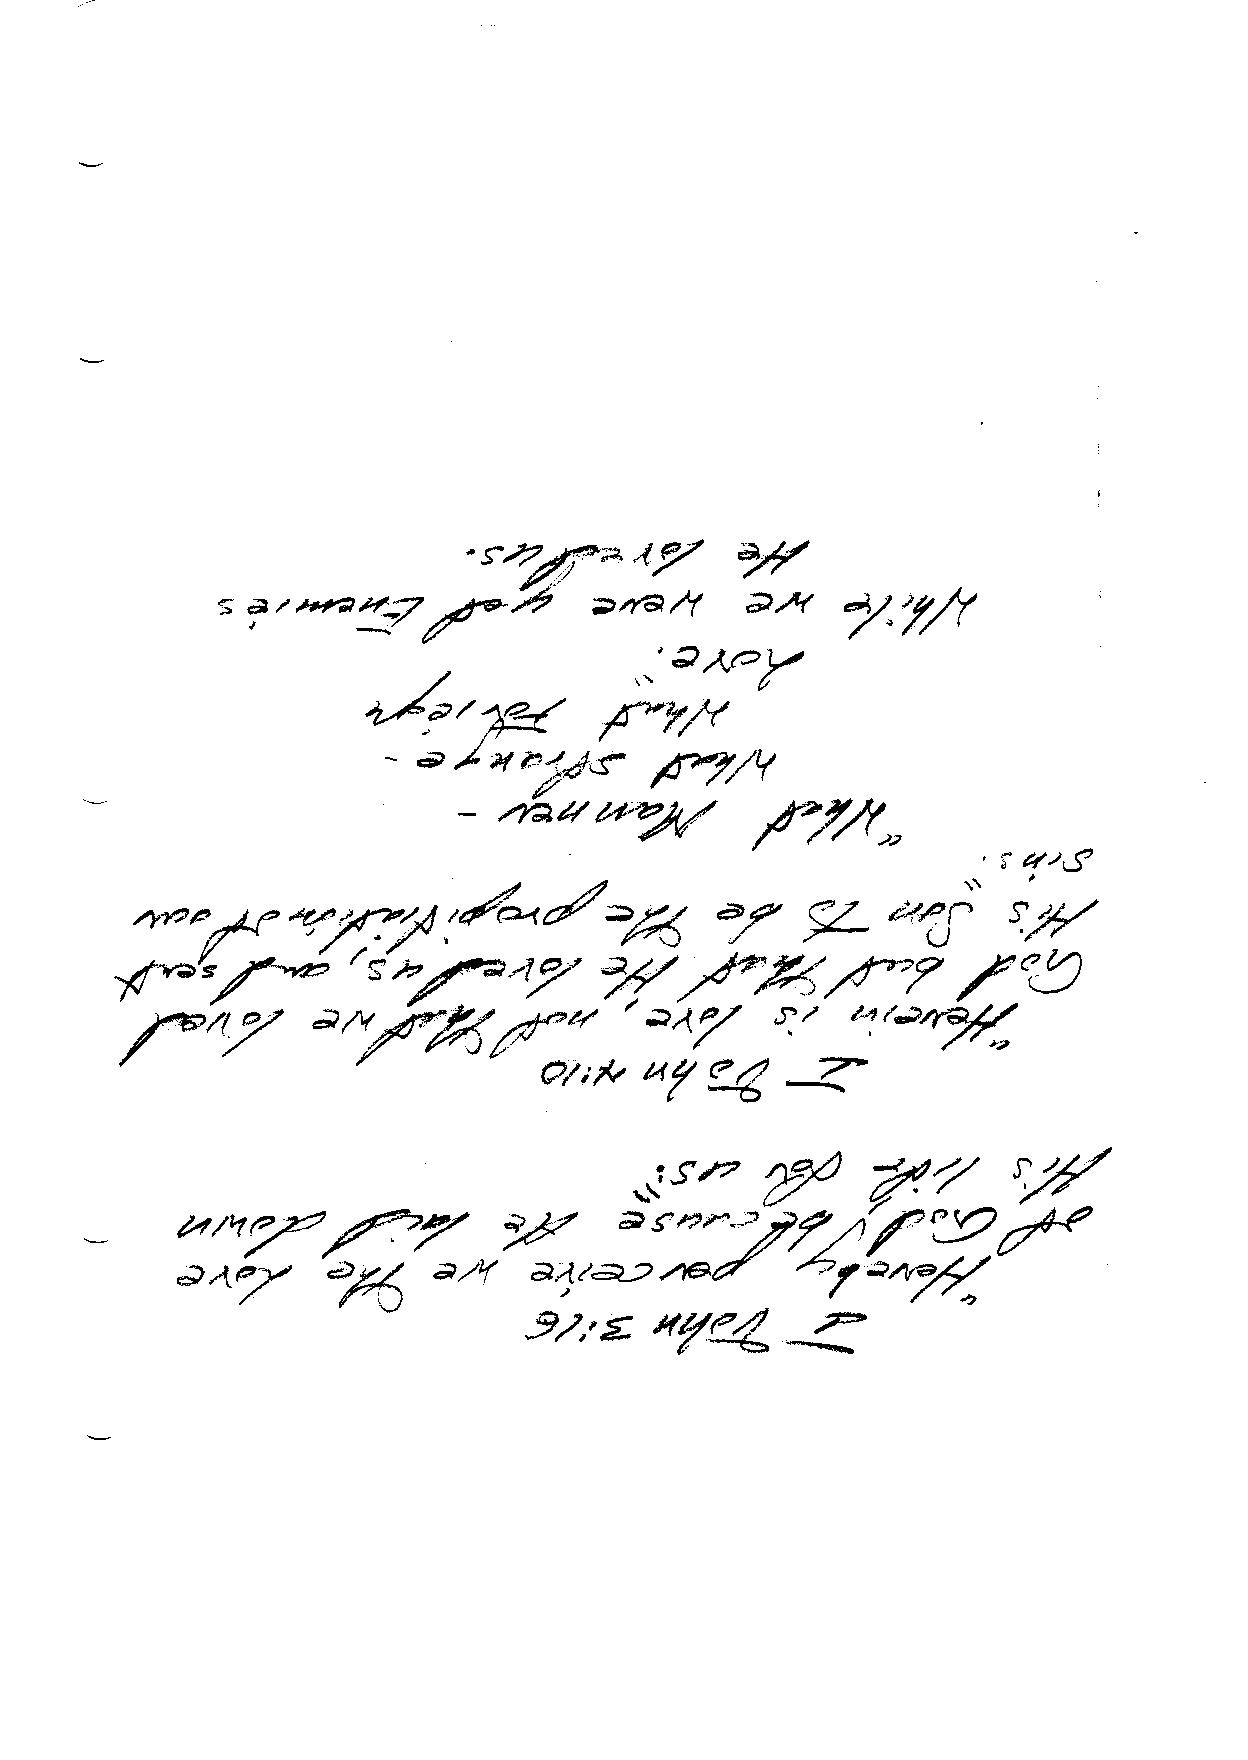 I John 3:16
"Hereby perceive we the Love
of God, because He laid down
His life for us."
I John 4:10
"Herein is love, not that we loved
God but that He loved us, and sent
His Son to be the propitiation of our
sins."
"What Manner -
What strange -
What foriegn
Love."
While we were yet Enemies
He loved us.